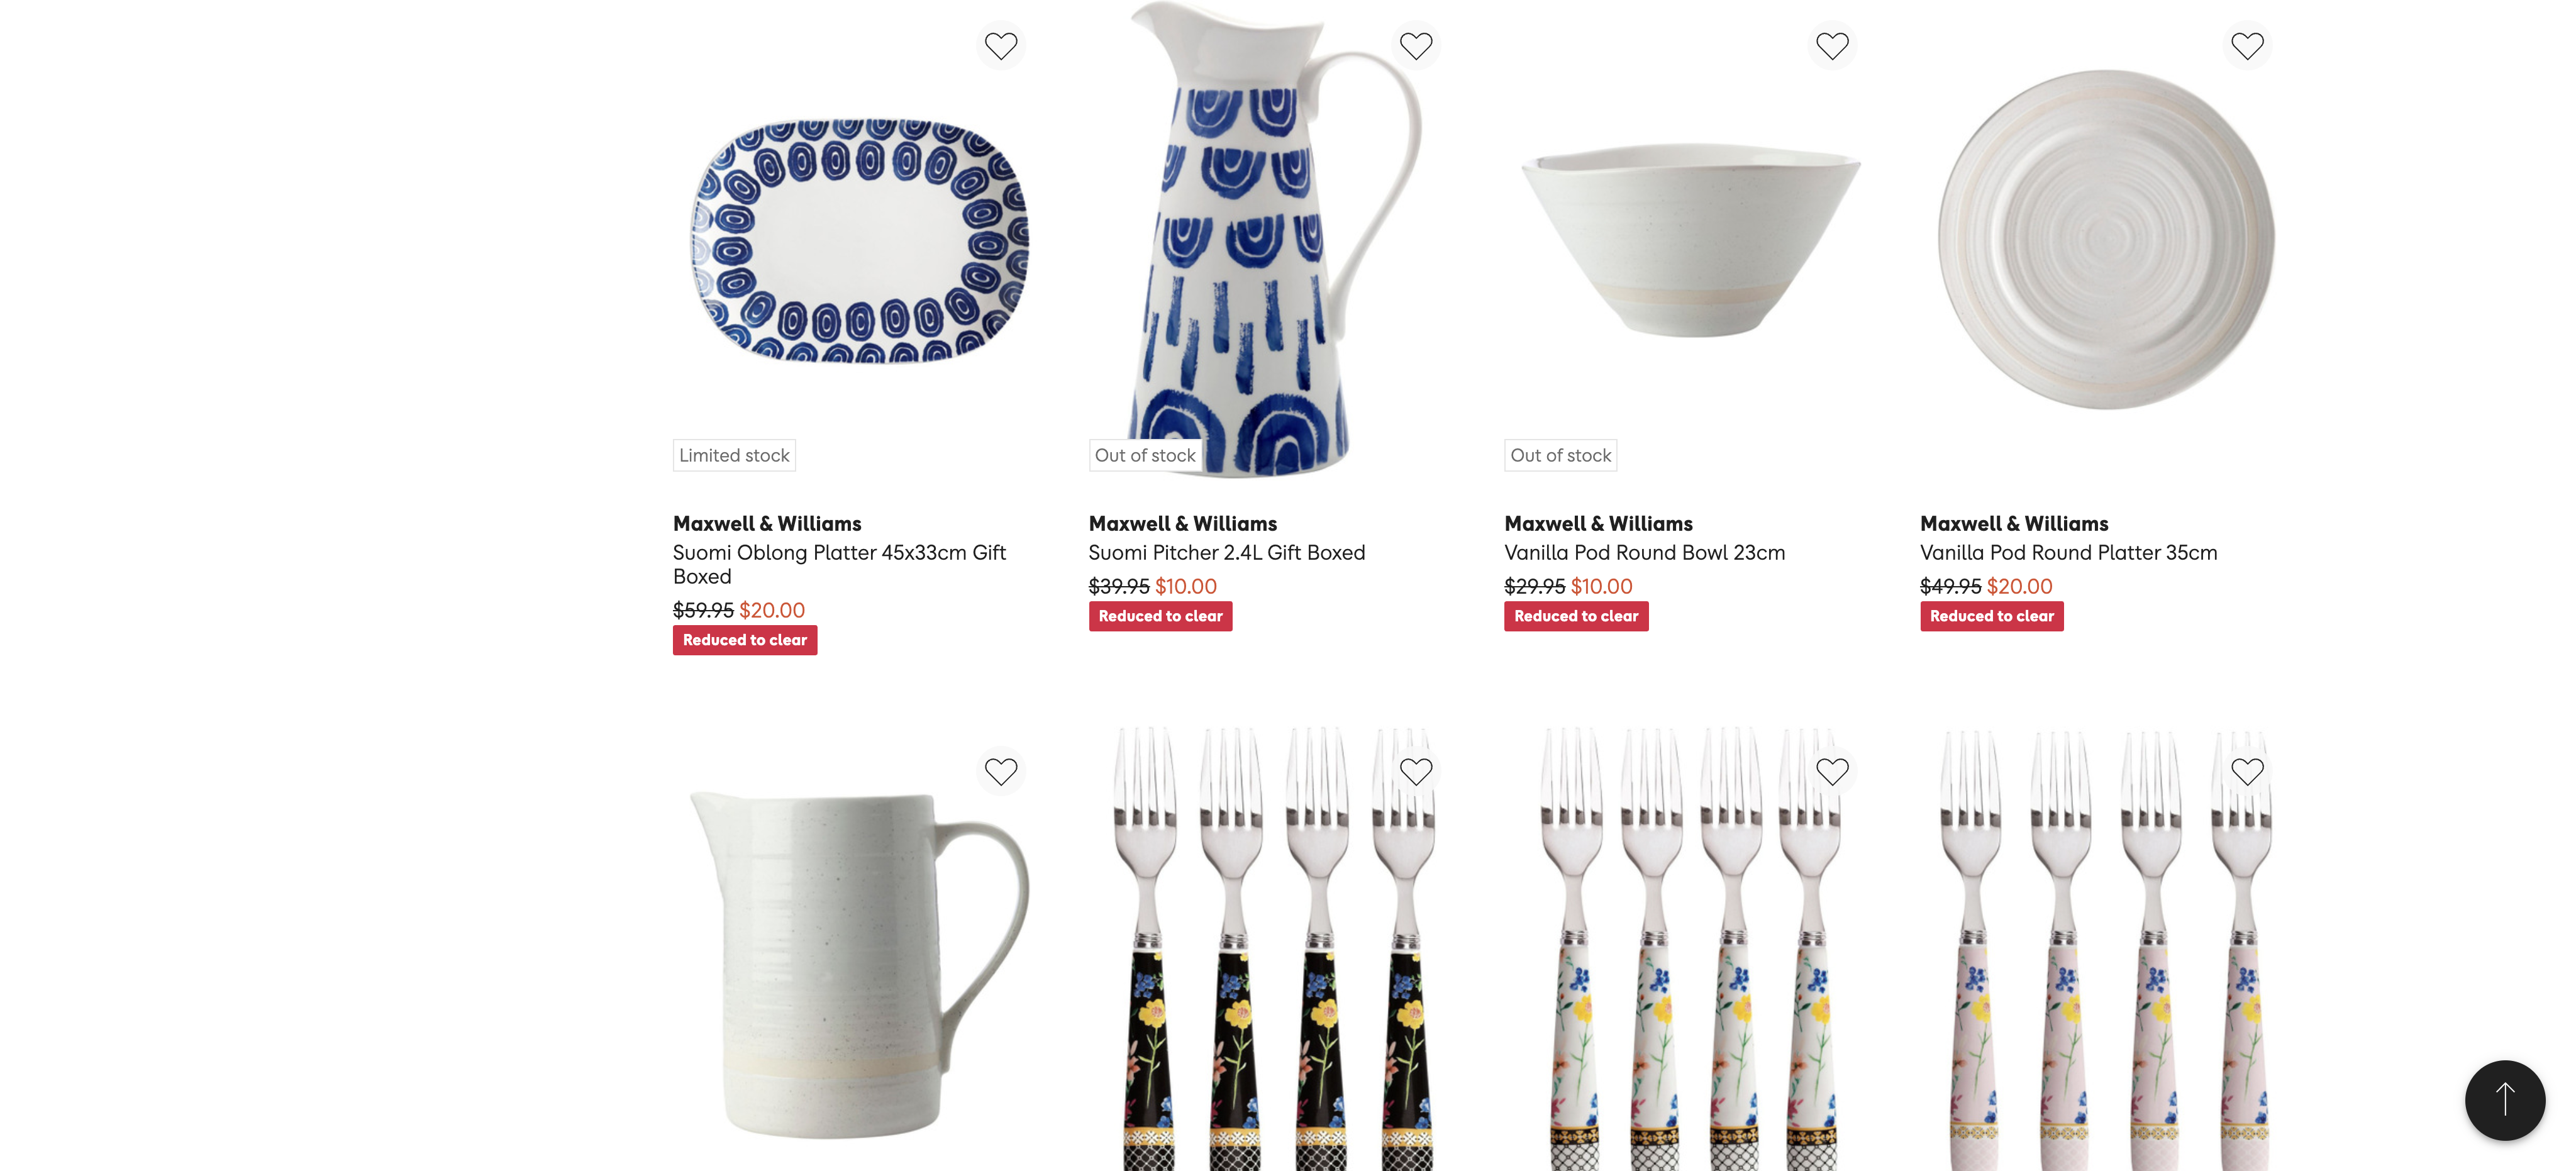 Limited stock
Maxwell & Williams
Suomi Oblong Platter 45x33cm Gift
Boxed
$59.95 $20.00
Reduced to clear
Out of stock
Maxwell & Williams
Suomi Pitcher 2.4L Gift Boxed
$39.95 $10.00
Reduced to clear
Out of stock
Maxwell & Williams
Vanilla Pod Round Bowl 23cm
$29.95 $10.00
Reduced to clear
Maxwell & Williams
Vanilla Pod Round Platter 35cm
$49.95 $20.00
Reduced to clear